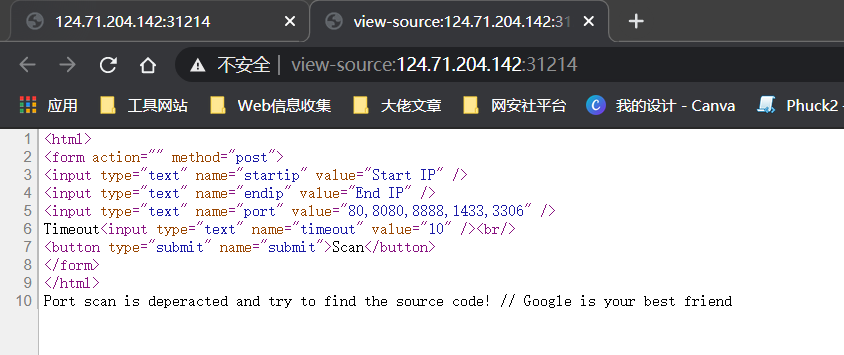 124.71.204.142:31214
view-source:124.71.204.142:31
不安全 | view-source:124.71.204.142:31214
应用 工具网站 Web信息收集 大佬文章 网安社平台 我的设计 - Canva Phuck2 -
1 <html>
2 <form action="" method="post">
3 <input type="text" name="startip" value="Start IP" />
4 <input type="text" name="endip" value="End IP" />
5 <input type="text" name="port" value="80,8080,8888,1433,3306" />
6 Timeout<input type="text" name="timeout" value="10" /><br/>
7 <button type="submit" name="submit">Scan</button>
8 </form>
9 </html>
10 Port scan is deperacted and try to find the source code! // Google is your best friend